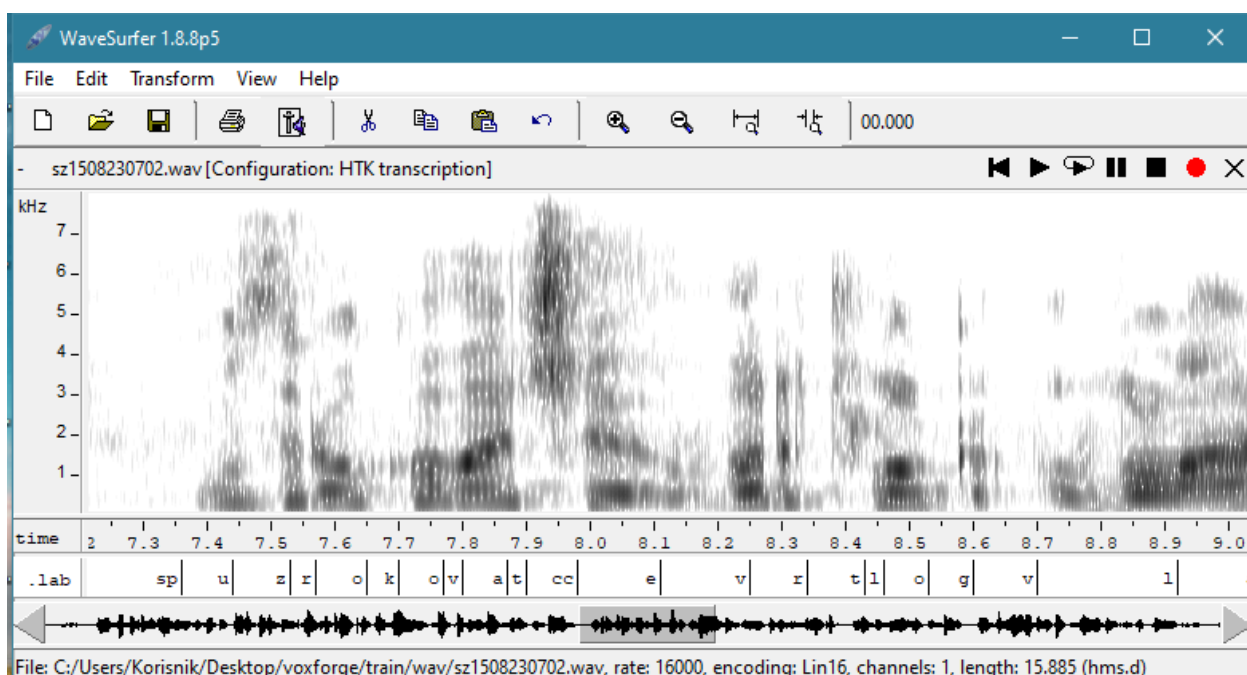 WaveSurfer 1.8.8p5
File Edit Transform View Help
00.000
- sz1508230702.wav [Configuration: HTK transcription]
kHz
7
6
5
4
3
2
1
time 2 7.3 7.4 7.5 7.6 7.7 7.8 7.9 8.0 8.1 8.2 8.3 8.4 8.5 8.6 8.7 8.8 8.9 9.0
.lab sp u z r o k o v a t cc e v r t l o g v l
File: C:/Users/Korisnik/Desktop/voxforge/train/wav/sz1508230702.wav, rate: 16000, encoding: Lin16, channels: 1, length: 15.885 (hms.d)